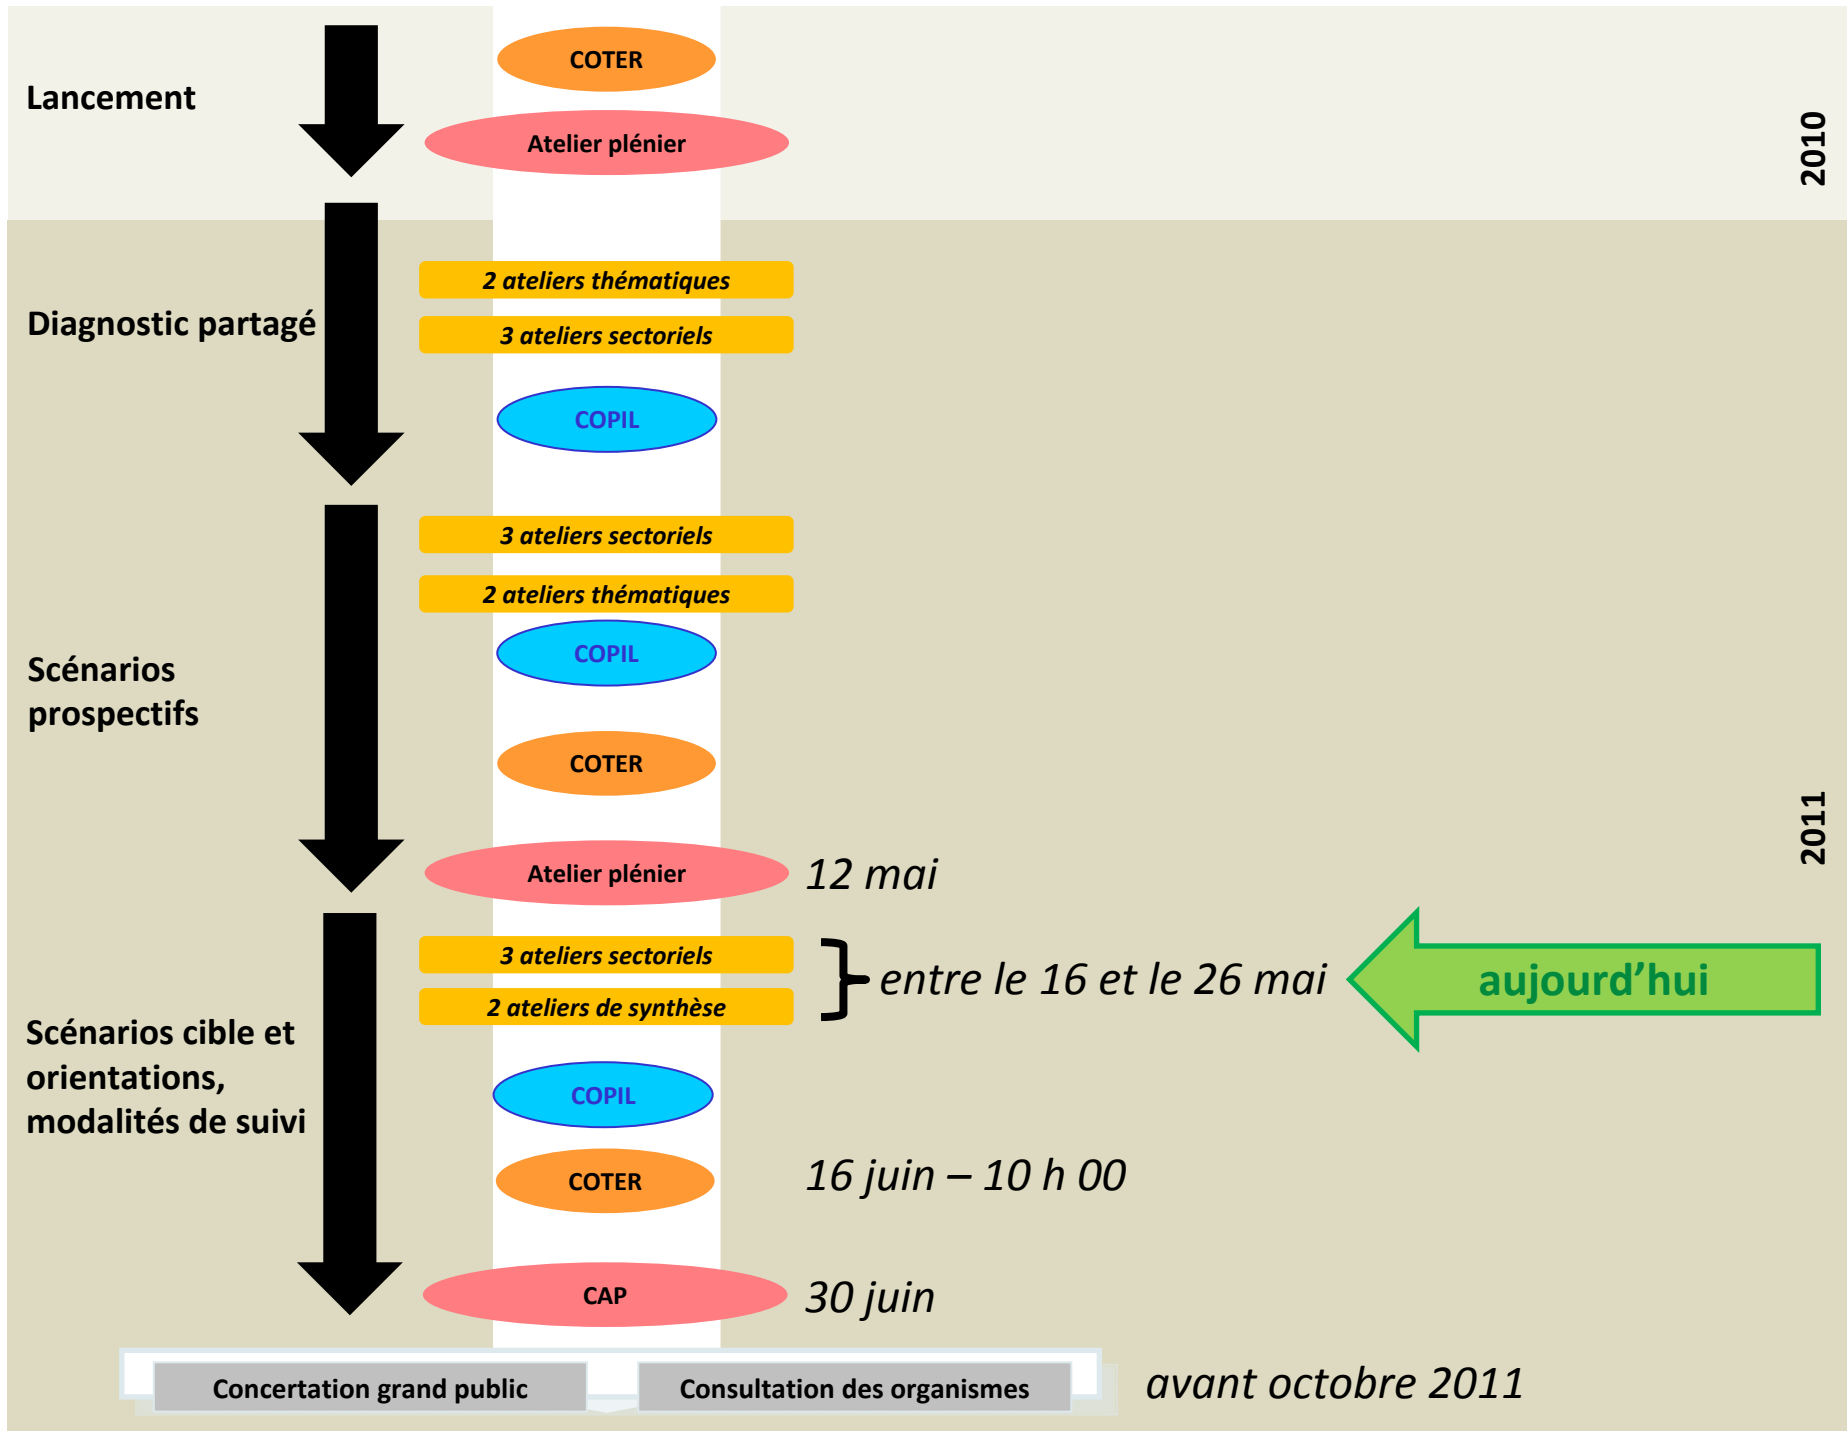 COTER
Lancement
Atelier plénier
2010
2 ateliers thématiques
Diagnostic partagé
3 ateliers sectoriels
COPIL
3 ateliers sectoriels
2 ateliers thématiques
COPIL
Scénarios
prospectifs
COTER
2011
Atelier plénier
12 mai
3 ateliers sectoriels
entre le 16 et le 26 mai
aujourd’hui
2 ateliers de synthèse
Scénarios cible et
orientations,
modalités de suivi
COPIL
COTER
16 juin – 10 h 00
CAP
30 juin
Concertation grand public
Consultation des organismes
avant octobre 2011